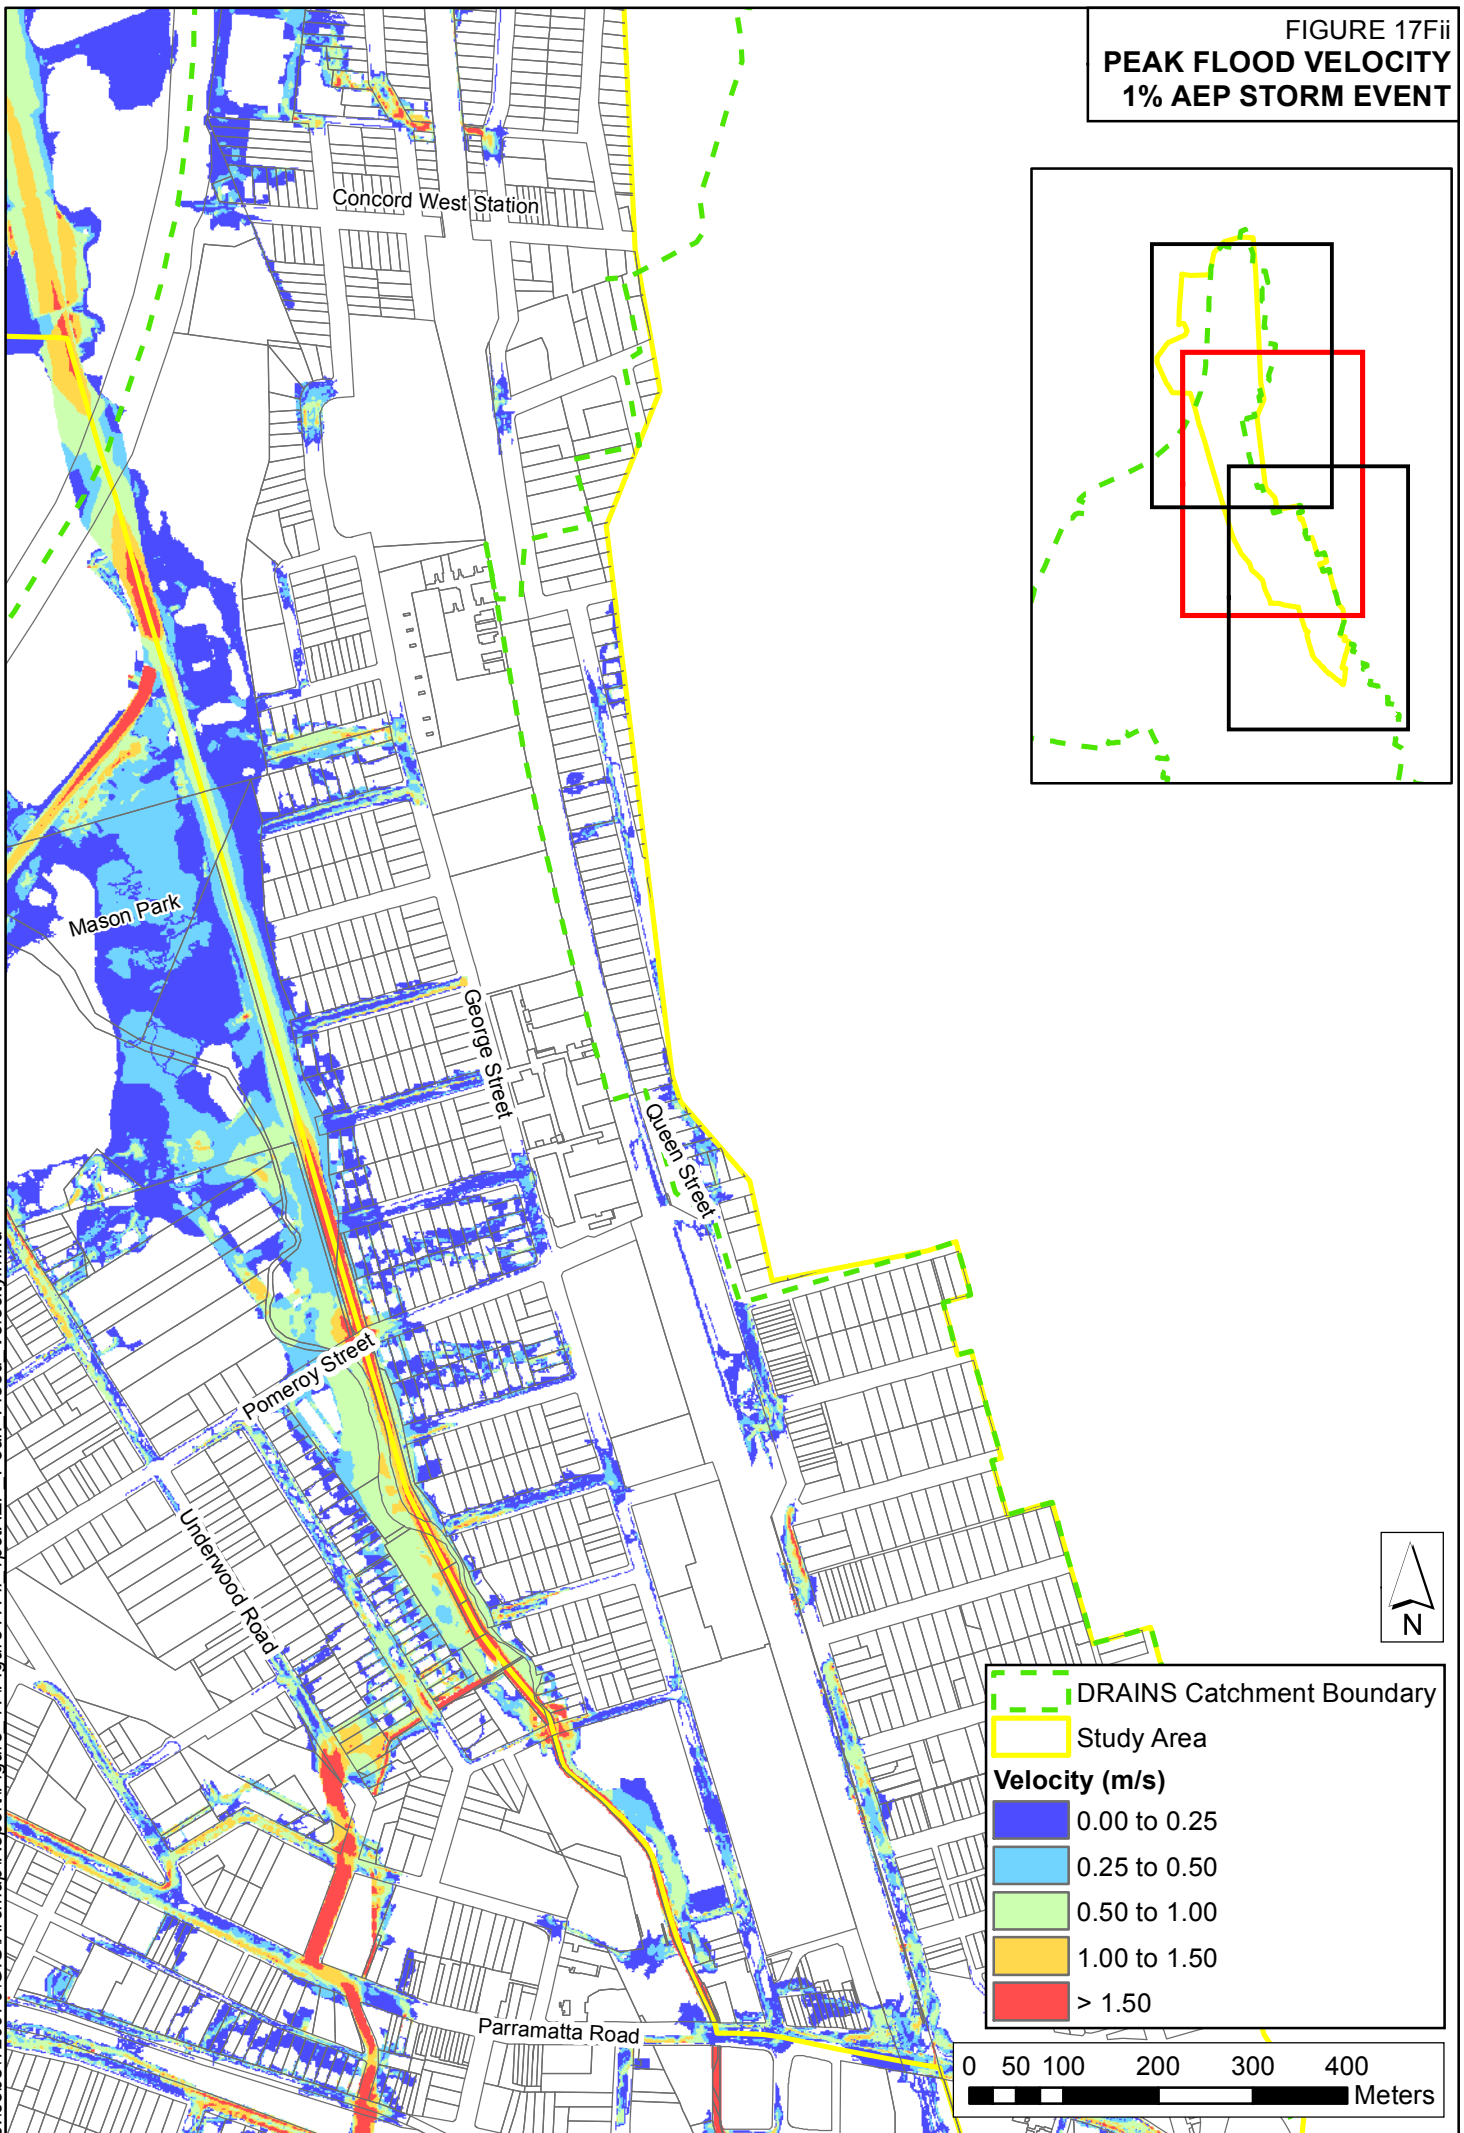 FIGURE 17Fii
PEAK FLOOD VELOCITY
1% AEP STORM EVENT
Concord West Station
Mason Park
George Street
Queen Street
Pomeroy Street
Underwood Road
Parramatta Road
N
DRAINS Catchment Boundary
Study Area
Velocity (m/s)
0.00 to 0.25
0.25 to 0.50
0.50 to 1.00
1.00 to 1.50
> 1.50
0 50 100 200 300 400
Meters